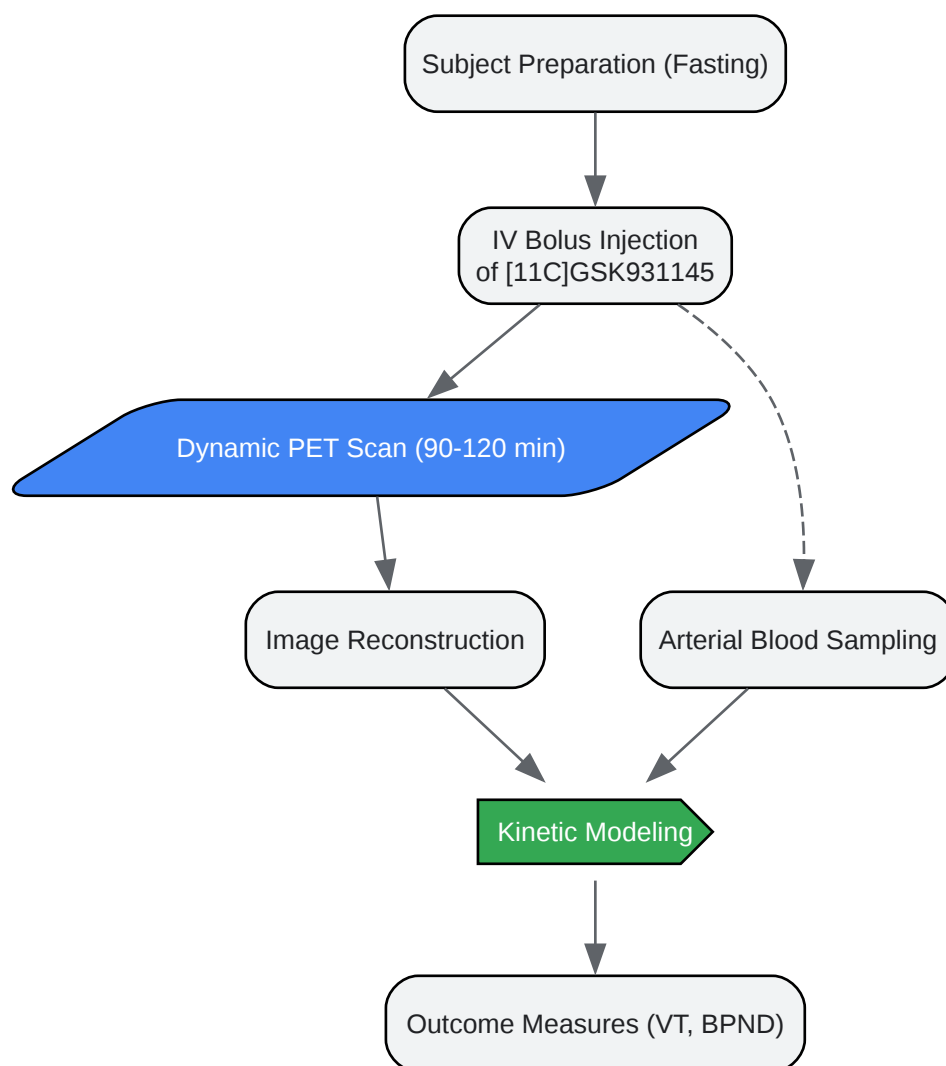 Subject Preparation (Fasting)
IV Bolus Injection
of [11C]GSK931145
Dynamic PET Scan (90-120 min)
Image Reconstruction
Arterial Blood Sampling
Kinetic Modeling
Outcome Measures (VT, BPND)